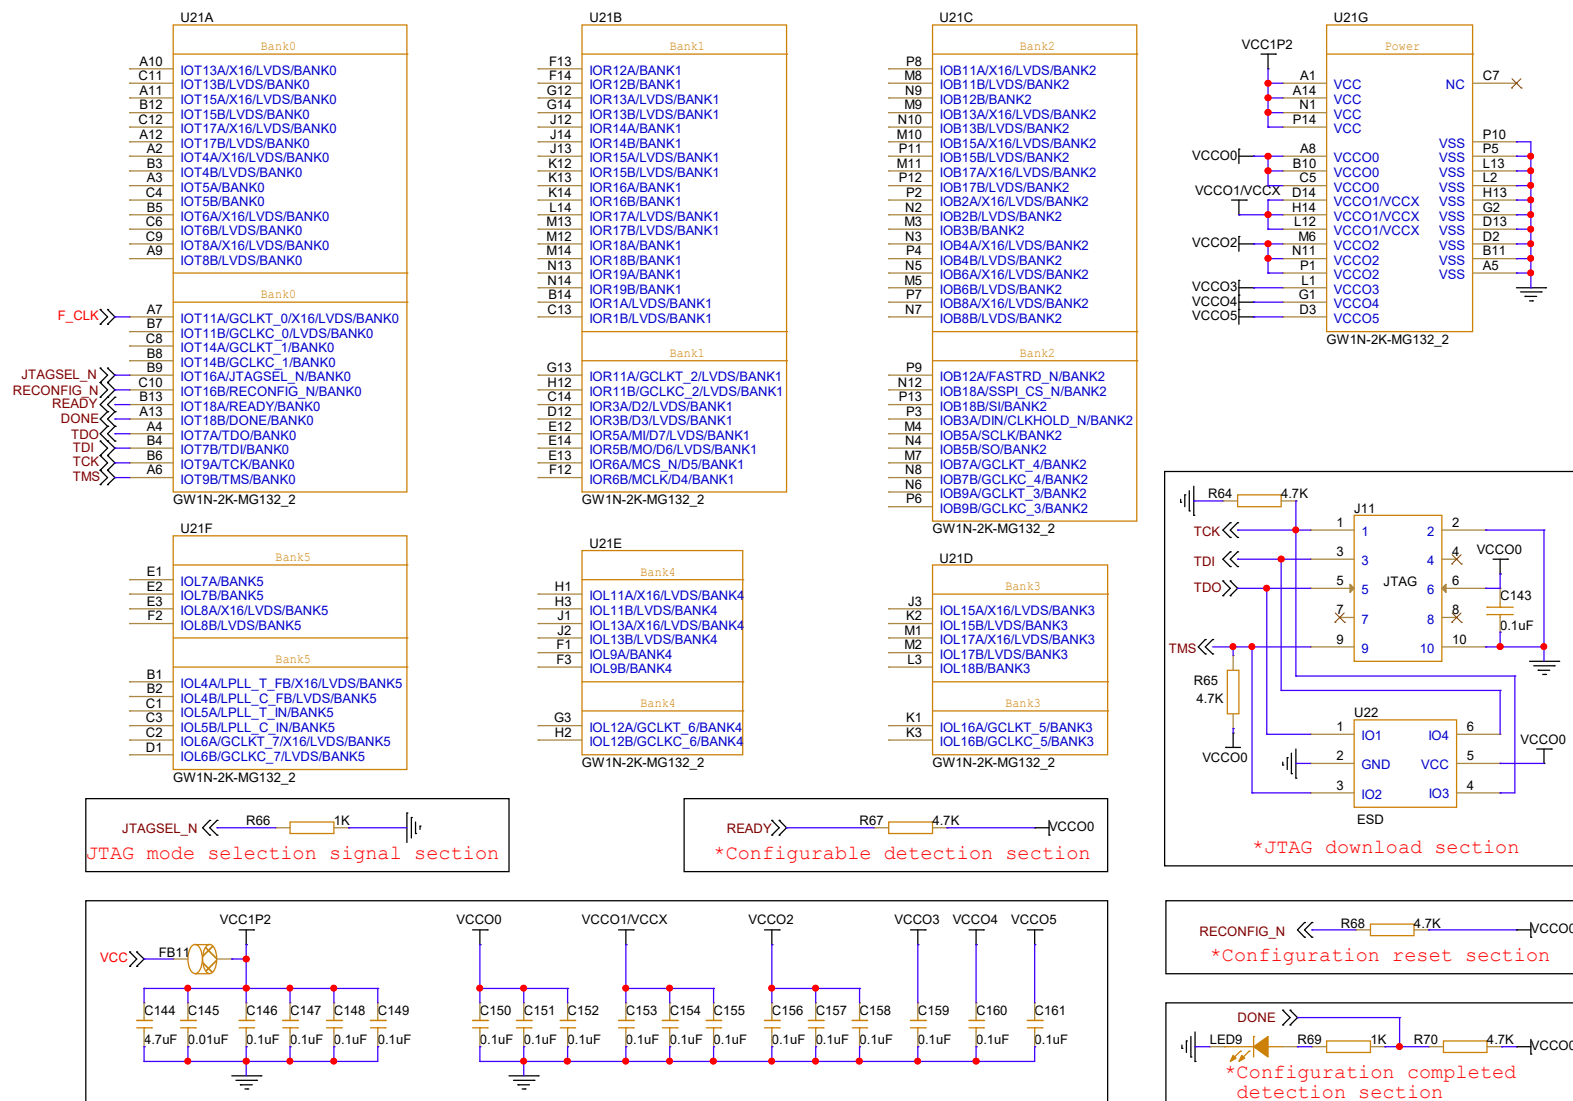 U21A
Bank0
A10 IOT13A/X16/LVDS/BANK0
C11 IOT13B/LVDS/BANK0
A11 IOT15A/X16/LVDS/BANK0
B12 IOT15B/LVDS/BANK0
C12 IOT17A/X16/LVDS/BANK0
A12 IOT17B/LVDS/BANK0
A2 IOT4A/X16/LVDS/BANK0
B3 IOT4B/LVDS/BANK0
A3 IOT5A/BANK0
C4 IOT5B/BANK0
B5 IOT6A/X16/LVDS/BANK0
C6 IOT6B/LVDS/BANK0
C9 IOT8A/X16/LVDS/BANK0
A9 IOT8B/LVDS/BANK0
Bank0
F_CLK A7 IOT11A/GCLKT_0/X16/LVDS/BANK0
B7 IOT11B/GCLKC_0/LVDS/BANK0
C8 IOT14A/GCLKT_1/BANK0
B8 IOT14B/GCLKC_1/BANK0
JTAGSEL_N B9 IOT16A/JTAGSEL_N/BANK0
RECONFIG_N C10 IOT16B/RECONFIG_N/BANK0
READY B13 IOT18A/READY/BANK0
DONE A13 IOT18B/DONE/BANK0
TDO A4 IOT7A/TDO/BANK0
TDI B4 IOT7B/TDI/BANK0
TCK B6 IOT9A/TCK/BANK0
TMS A6 IOT9B/TMS/BANK0
GW1N-2K-MG132_2
U21B
Bank1
F13 IOR12A/BANK1
F14 IOR12B/BANK1
G12 IOR13A/LVDS/BANK1
G14 IOR13B/LVDS/BANK1
J12 IOR14A/BANK1
J14 IOR14B/BANK1
J13 IOR15A/LVDS/BANK1
K12 IOR15B/LVDS/BANK1
K13 IOR16A/BANK1
K14 IOR16B/BANK1
L14 IOR17A/LVDS/BANK1
M13 IOR17B/LVDS/BANK1
M12 IOR18A/BANK1
M14 IOR18B/BANK1
N13 IOR19A/BANK1
N14 IOR19B/BANK1
B14 IOR1A/LVDS/BANK1
C13 IOR1B/LVDS/BANK1
Bank1
G13 IOR11A/GCLKT_2/LVDS/BANK1
H12 IOR11B/GCLKC_2/LVDS/BANK1
C14 IOR3A/D2/LVDS/BANK1
D12 IOR3B/D3/LVDS/BANK1
E12 IOR5A/MI/D7/LVDS/BANK1
E14 IOR5B/MO/D6/LVDS/BANK1
E13 IOR6A/MCS_N/D5/BANK1
F12 IOR6B/MCLK/D4/BANK1
GW1N-2K-MG132_2
U21C
Bank2
P8 IOB11A/X16/LVDS/BANK2
M8 IOB11B/LVDS/BANK2
N9 IOB12B/BANK2
M9 IOB13A/X16/LVDS/BANK2
N10 IOB13B/LVDS/BANK2
M10 IOB15A/X16/LVDS/BANK2
P11 IOB15B/LVDS/BANK2
M11 IOB17A/X16/LVDS/BANK2
P12 IOB17B/LVDS/BANK2
P2 IOB2A/X16/LVDS/BANK2
N2 IOB2B/LVDS/BANK2
M3 IOB3B/BANK2
N3 IOB4A/X16/LVDS/BANK2
P4 IOB4B/LVDS/BANK2
N5 IOB6A/X16/LVDS/BANK2
M5 IOB6B/LVDS/BANK2
P7 IOB8A/X16/LVDS/BANK2
N7 IOB8B/LVDS/BANK2
Bank2
P9 IOB12A/FASTRD_N/BANK2
N12 IOB18A/SSPI_CS_N/BANK2
P13 IOB18B/SI/BANK2
P3 IOB3A/DIN/CLKHOLD_N/BANK2
M4 IOB5A/SCLK/BANK2
N4 IOB5B/SO/BANK2
M7 IOB7A/GCLKT_4/BANK2
N8 IOB7B/GCLKC_4/BANK2
N6 IOB9A/GCLKT_3/BANK2
P6 IOB9B/GCLKC_3/BANK2
GW1N-2K-MG132_2
U21G
Power
VCC1P2
A1 VCC NC C7
A14 VCC
N1 VCC
P14 VCC
VSS P10
VCCO0 A8 VCCO0 VSS P5
B10 VCCO0 VSS L13
C5 VCCO0 VSS L2
VCCO1/VCCX D14 VCCO1/VCCX VSS H13
H14 VCCO1/VCCX VSS G2
L12 VCCO1/VCCX VSS D13
VCCO2 M6 VCCO2 VSS D2
N11 VCCO2 VSS B11
P1 VCCO2 VSS A5
VCCO3 L1 VCCO3
VCCO4 G1 VCCO4
VCCO5 D3 VCCO5
GW1N-2K-MG132_2
U21F
Bank5
E1 IOL7A/BANK5
E2 IOL7B/BANK5
E3 IOL8A/X16/LVDS/BANK5
F2 IOL8B/LVDS/BANK5
Bank5
B1 IOL4A/LPLL_T_FB/X16/LVDS/BANK5
B2 IOL4B/LPLL_C_FB/LVDS/BANK5
C1 IOL5A/LPLL_T_IN/BANK5
C3 IOL5B/LPLL_C_IN/BANK5
C2 IOL6A/GCLKT_7/X16/LVDS/BANK5
D1 IOL6B/GCLKC_7/LVDS/BANK5
GW1N-2K-MG132_2
U21E
Bank4
H1 IOL11A/X16/LVDS/BANK4
H3 IOL11B/LVDS/BANK4
J1 IOL13A/X16/LVDS/BANK4
J2 IOL13B/LVDS/BANK4
F1 IOL9A/BANK4
F3 IOL9B/BANK4
Bank4
G3 IOL12A/GCLKT_6/BANK4
H2 IOL12B/GCLKC_6/BANK4
GW1N-2K-MG132_2
U21D
Bank3
J3 IOL15A/X16/LVDS/BANK3
K2 IOL15B/LVDS/BANK3
M1 IOL17A/X16/LVDS/BANK3
M2 IOL17B/LVDS/BANK3
L3 IOL18B/BANK3
Bank3
K1 IOL16A/GCLKT_5/BANK3
K3 IOL16B/GCLKC_5/BANK3
GW1N-2K-MG132_2
R64 4.7K
J11
TCK 1 1 2 2
TDI 3 3 4 4 VCCO0
JTAG
TDO 5 5 6 6
C143
7 7 8 8 0.1uF
TMS 9 9 10 10
R65
4.7K
VCCO0
U22
1 IO1 IO4 6 VCCO0
2 GND VCC 5
3 IO2 IO3 4
ESD
*JTAG download section
JTAGSEL_N R66 1K
JTAG mode selection signal section
READY R67 4.7K VCCO0
*Configurable detection section
VCC1P2 VCCO0 VCCO1/VCCX VCCO2 VCCO3 VCCO4 VCCO5
VCC FB11
C144 C145 C146 C147 C148 C149 C150 C151 C152 C153 C154 C155 C156 C157 C158 C159 C160 C161
4.7uF 0.01uF 0.1uF 0.1uF 0.1uF 0.1uF 0.1uF 0.1uF 0.1uF 0.1uF 0.1uF 0.1uF 0.1uF 0.1uF 0.1uF 0.1uF 0.1uF 0.1uF
RECONFIG_N R68 4.7K VCCO0
*Configuration reset section
DONE
LED9 R69 1K R70 4.7K VCCO0
*Configuration completed
detection section